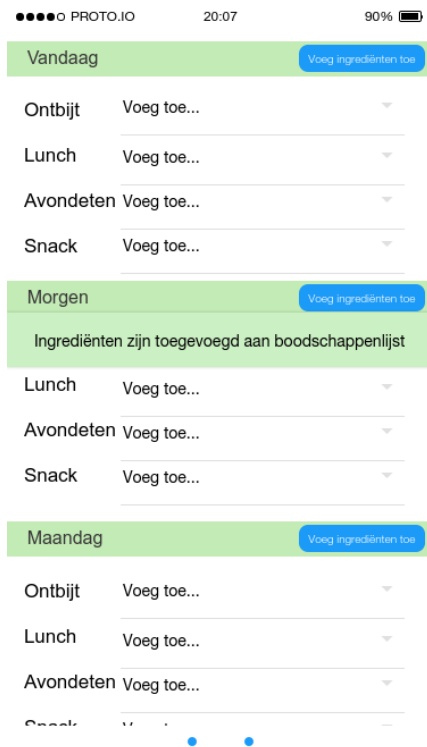 PROTO.IO 20:07 90%
Vandaag Voeg ingrediënten toe
Ontbijt Voeg toe...
Lunch Voeg toe...
Avondeten Voeg toe...
Snack Voeg toe...
Morgen Voeg ingrediënten toe
Ingrediënten zijn toegevoegd aan boodschappenlijst
Lunch Voeg toe...
Avondeten Voeg toe...
Snack Voeg toe...
Maandag Voeg ingrediënten toe
Ontbijt Voeg toe...
Lunch Voeg toe...
Avondeten Voeg toe...